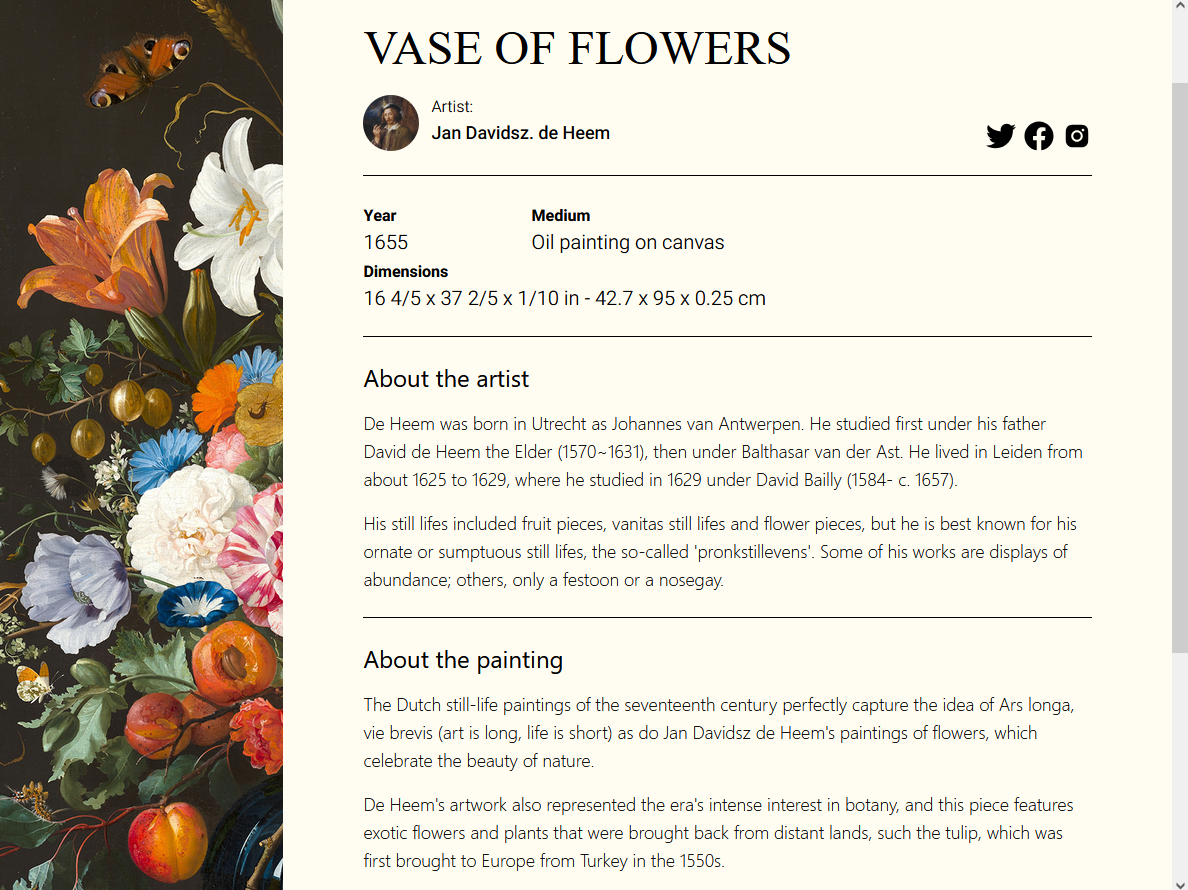 VASE OF FLOWERS
Artist:
Jan Davidsz. de Heem
Year
1655
Medium
Oil painting on canvas
Dimensions
16 4/5 x 37 2/5 x 1/10 in - 42.7 x 95 x 0.25 cm
About the artist
De Heem was born in Utrecht as Johannes van Antwerpen. He studied first under his father
David de Heem the Elder (1570~1631), then under Balthasar van der Ast. He lived in Leiden from
about 1625 to 1629, where he studied in 1629 under David Bailly (1584- c. 1657).
His still lifes included fruit pieces, vanitas still lifes and flower pieces, but he is best known for his
ornate or sumptuous still lifes, the so-called 'pronkstillevens'. Some of his works are displays of
abundance; others, only a festoon or a nosegay.
About the painting
The Dutch still-life paintings of the seventeenth century perfectly capture the idea of Ars longa,
vie brevis (art is long, life is short) as do Jan Davidsz de Heem's paintings of flowers, which
celebrate the beauty of nature.
De Heem's artwork also represented the era's intense interest in botany, and this piece features
exotic flowers and plants that were brought back from distant lands, such the tulip, which was
first brought to Europe from Turkey in the 1550s.